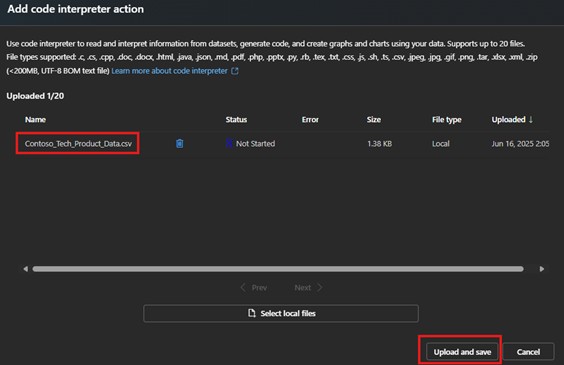 Add code interpreter action
Use code interpreter to read and interpret information from datasets, generate code, and create graphs and charts using your data. Supports up to 20 files.
File types supported: .c, .cs, .cpp, .doc, .docx, .html, .java, .json, .md, .pdf, .php, .pptx, .py, .rb, .tex, .txt, .css, .js, .sh, .ts, .csv, .jpeg, .jpg, .gif, .png, .tar, .xlsx, .xml, .zip
(<200MB, UTF-8 BOM text file) Learn more about code interpreter
Uploaded 1/20
Name Status Error Size File type Uploaded ↓
Contoso_Tech_Product_Data.csv Not Started 1.38 KB Local Jun 16, 2025 2:05
Prev Next
Select local files
Upload and save Cancel